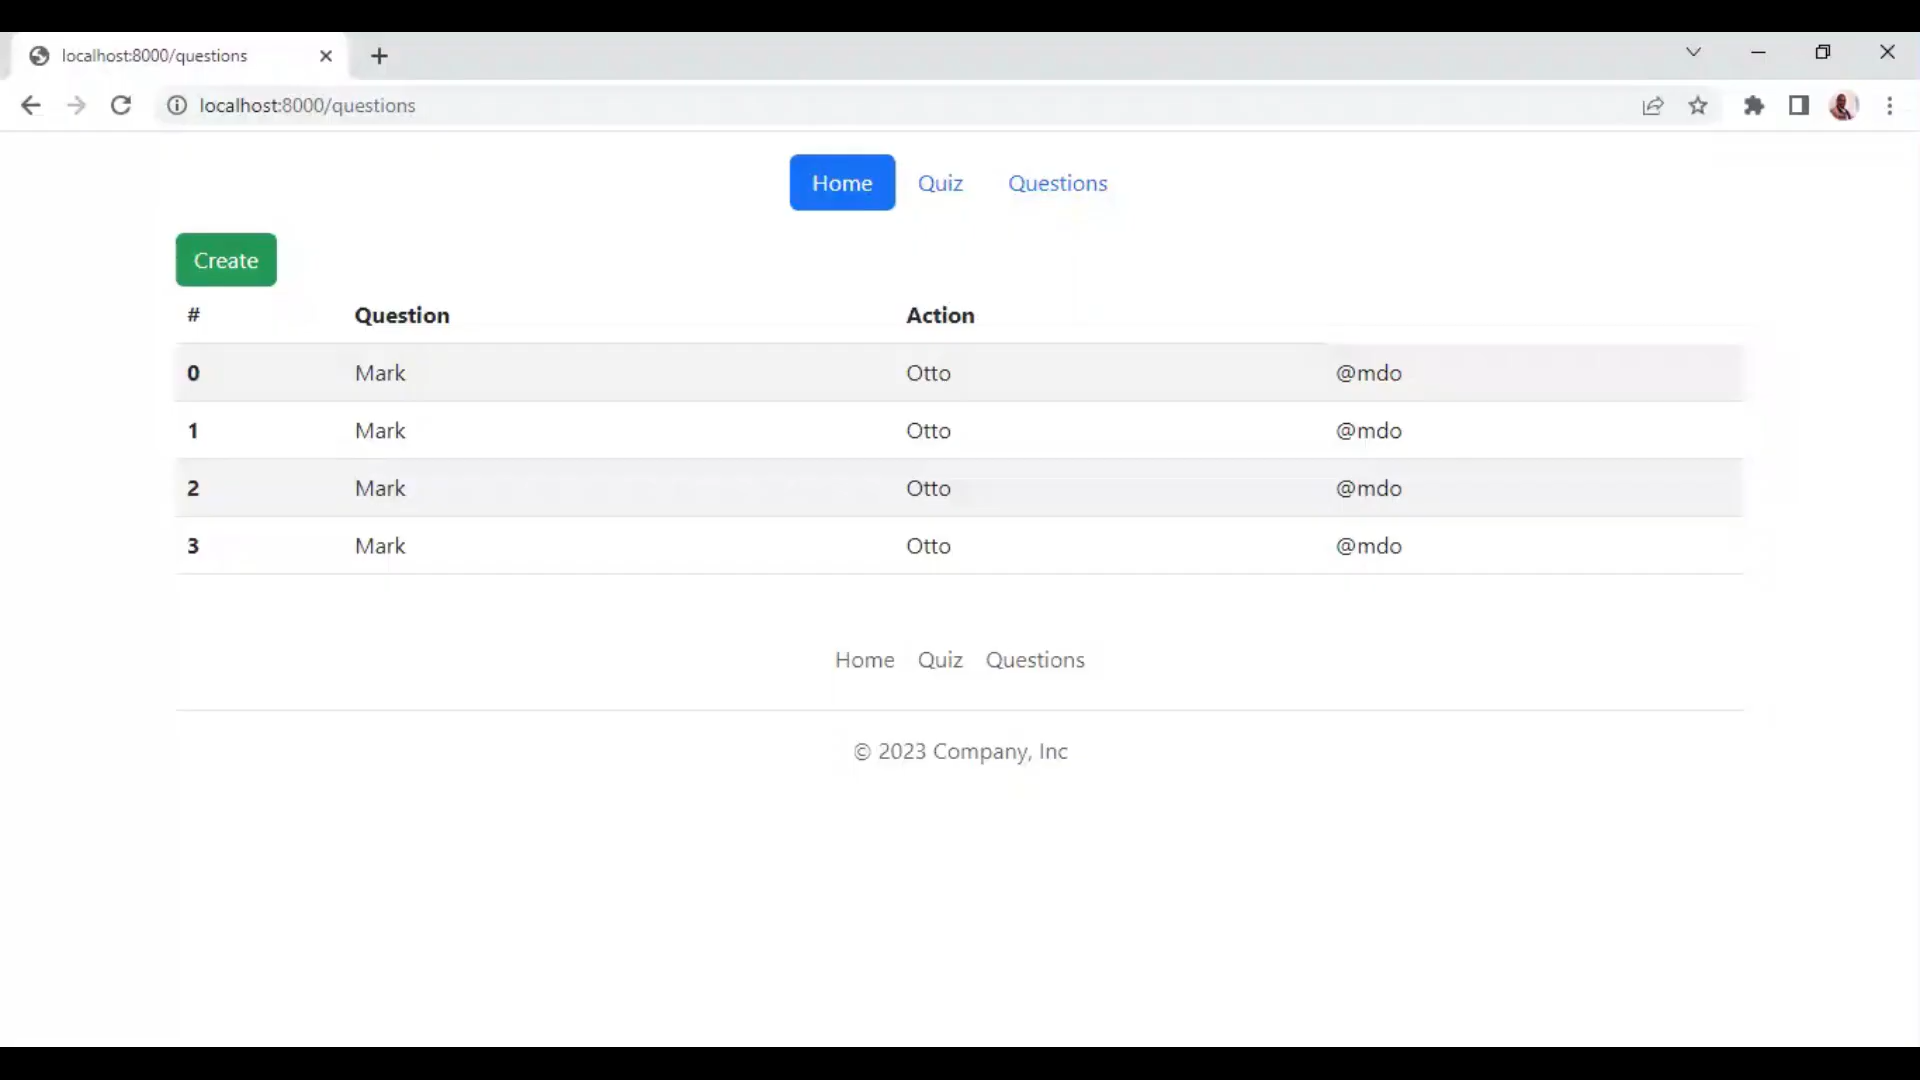 localhost:8000/questions
localhost:8000/questions
Home Quiz Questions
Create
# Question Action
0 Mark Otto @mdo
1 Mark Otto @mdo
2 Mark Otto @mdo
3 Mark Otto @mdo
Home Quiz Questions
© 2023 Company, Inc